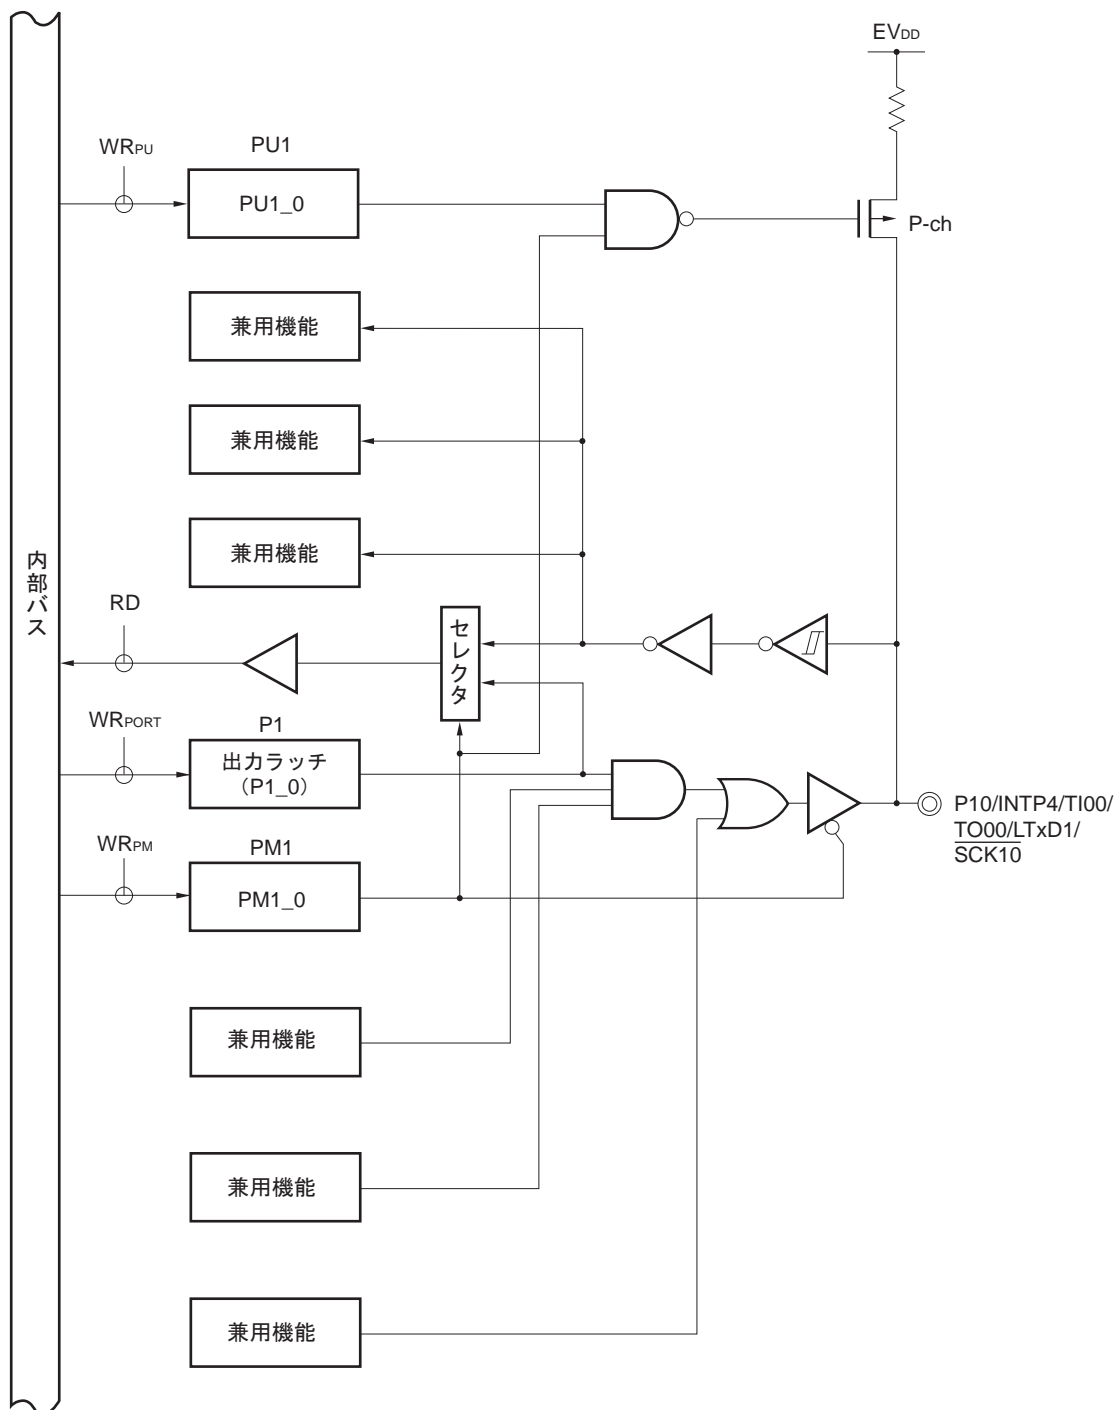 EVDD
WRPU
PU1
PU1_0
P-ch
兼用機能
兼用機能
兼用機能
内部バス
RD
セレクタ
WRPORT
P1
出力ラッチ
（P1_0）
P10/INTP4/TI00/
TO00/LTxD1/
SCK10
WRPM
PM1
PM1_0
兼用機能
兼用機能
兼用機能